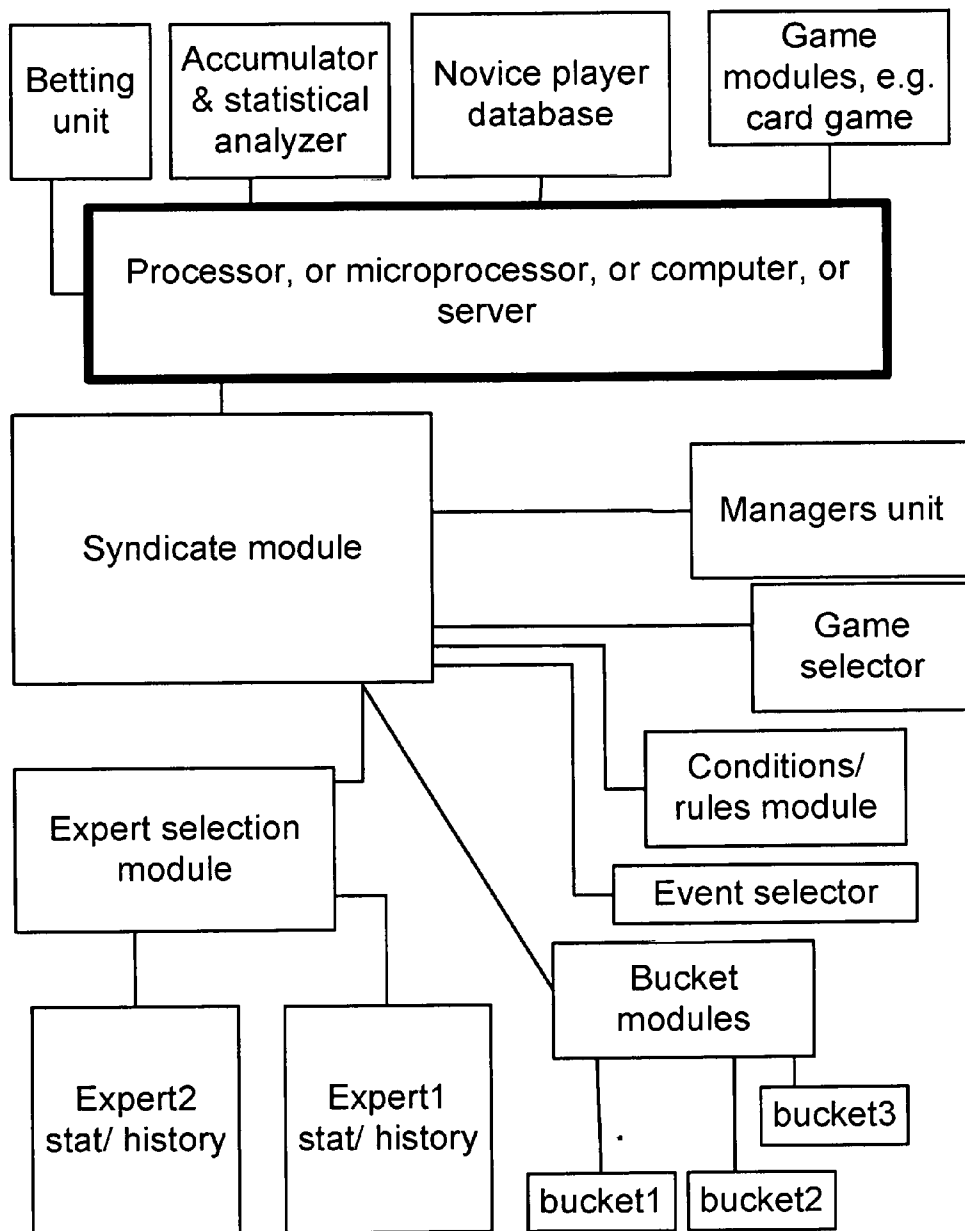 Betting
unit
Accumulator
& statistical
analyzer
Novice player
database
Game
modules, e.g.
card game
Processor, or microprocessor, or computer, or
server
Syndicate module
Managers unit
Game
selector
Conditions/
rules module
Expert selection
module
Event selector
Bucket
modules
Expert2
stat/ history
Expert1
stat/ history
bucket3
bucket1
bucket2